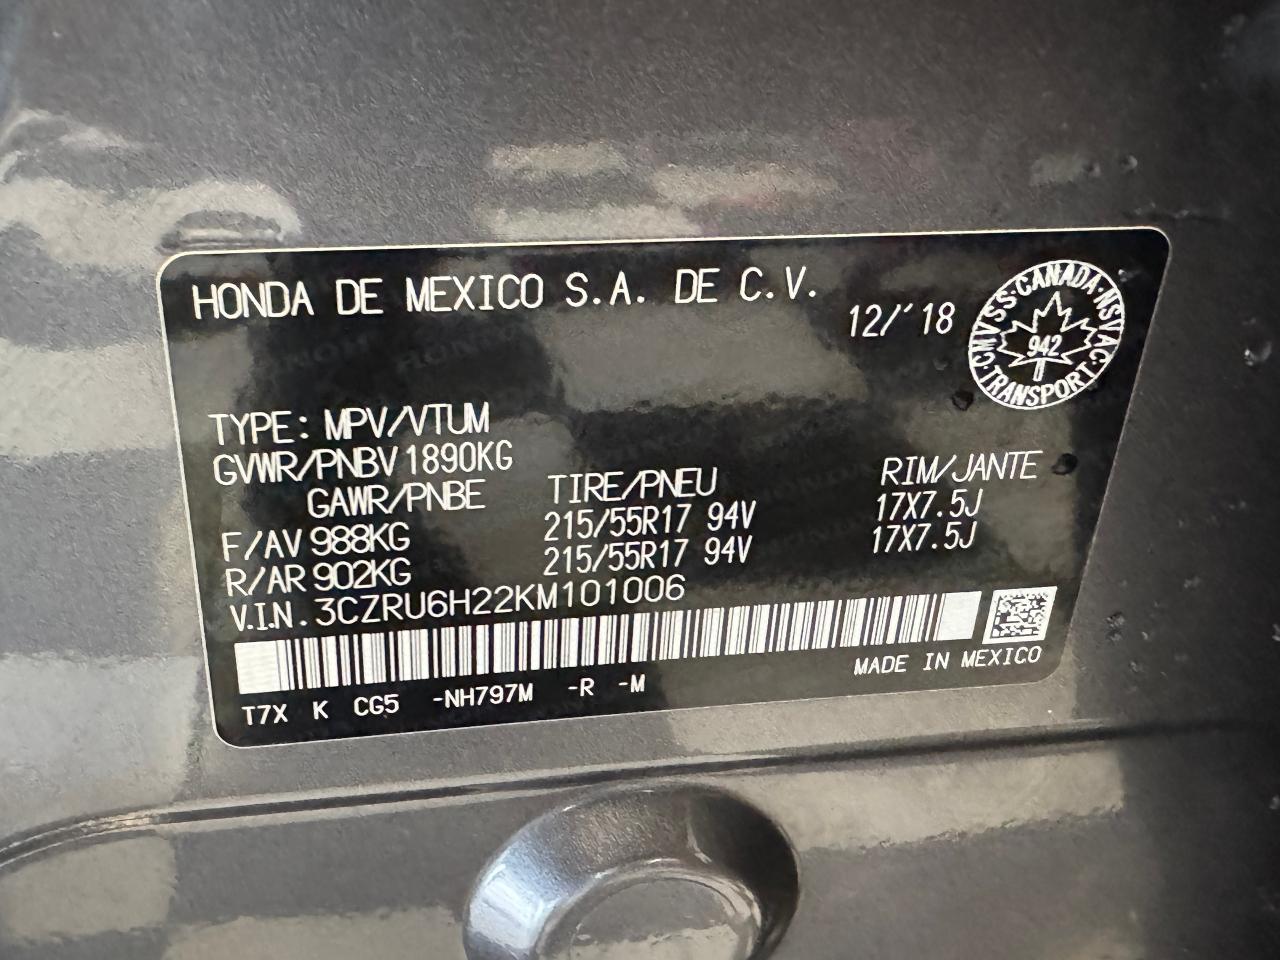 HONDA DE MEXICO S.A. DE C.V.
12/'18
CMVSS·CANADA·NSVAC·TRANSPORT·
942
TYPE: MPV/VTUM
GVWR/PNBV 1890KG
GAWR/PNBE TIRE/PNEU RIM/JANTE
F/AV 988KG 215/55R17 94V 17X7.5J
R/AR 902KG 215/55R17 94V 17X7.5J
V.I.N. 3CZRU6H22KM101006
MADE IN MEXICO
T7X K CG5 -NH797M -R -M